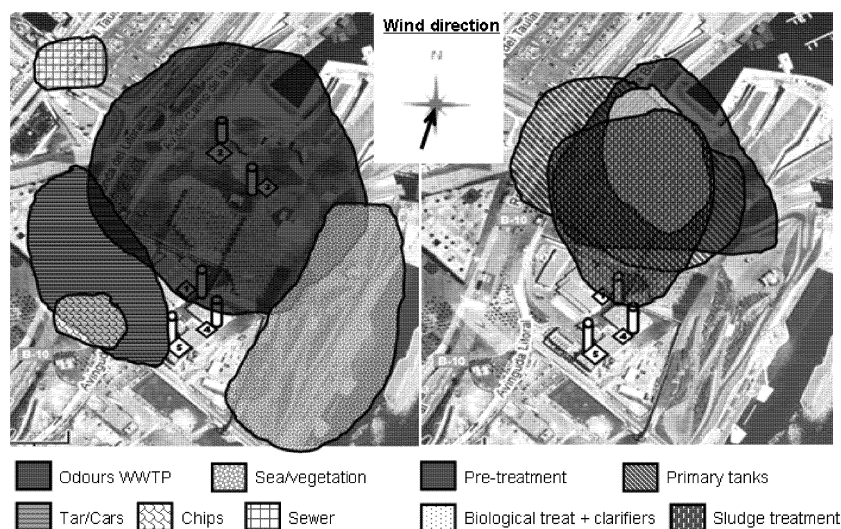 Wind direction
N
B-10
B-10
B-10
Avinguda Litoral
Odours WWTP
Sea/vegetation
Pre-treatment
Primary tanks
Tar/Cars
Chips
Sewer
Biological treat + clarifiers
Sludge treatment